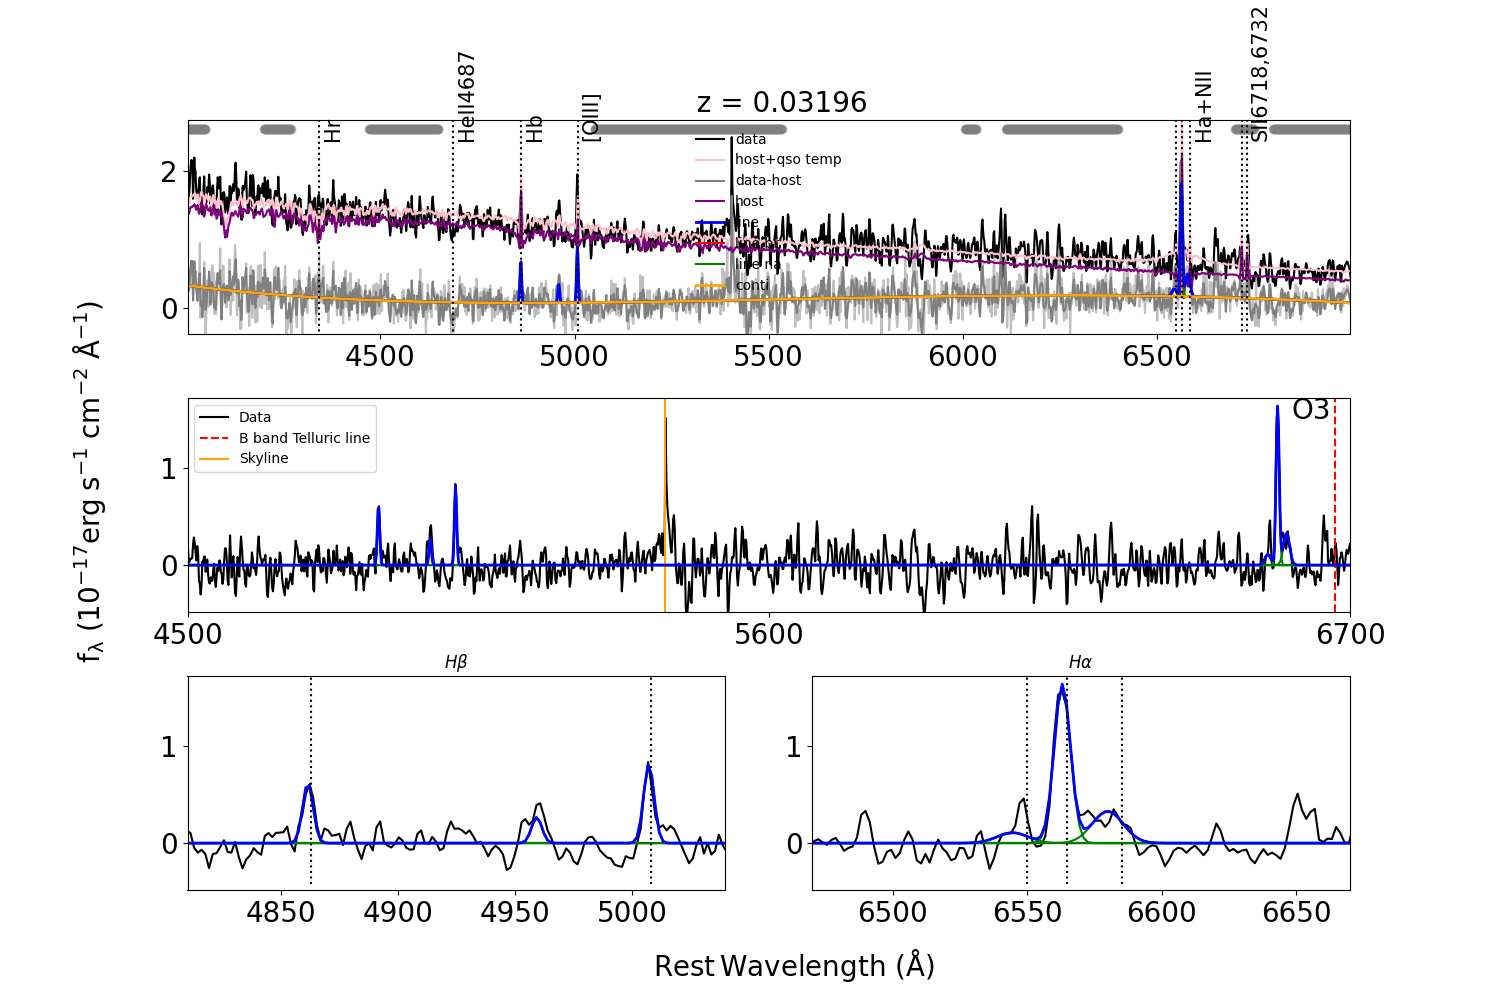 z = 0.03196
Hr
HeII4687
Hb
[OIII]
Ha+NII
SII6718,6732
data
host+qso temp
data-host
host
line
line na
conti
2
0
4500 5000 5500 6000 6500
fλ (10−17erg s−1 cm−2 Å−1)
Data
B band Telluric line
Skyline
O3
1
0
4500 5600 6700
Hβ
1
0
4850 4900 4950 5000
Hα
1
0
6500 6550 6600 6650
Rest Wavelength (Å)